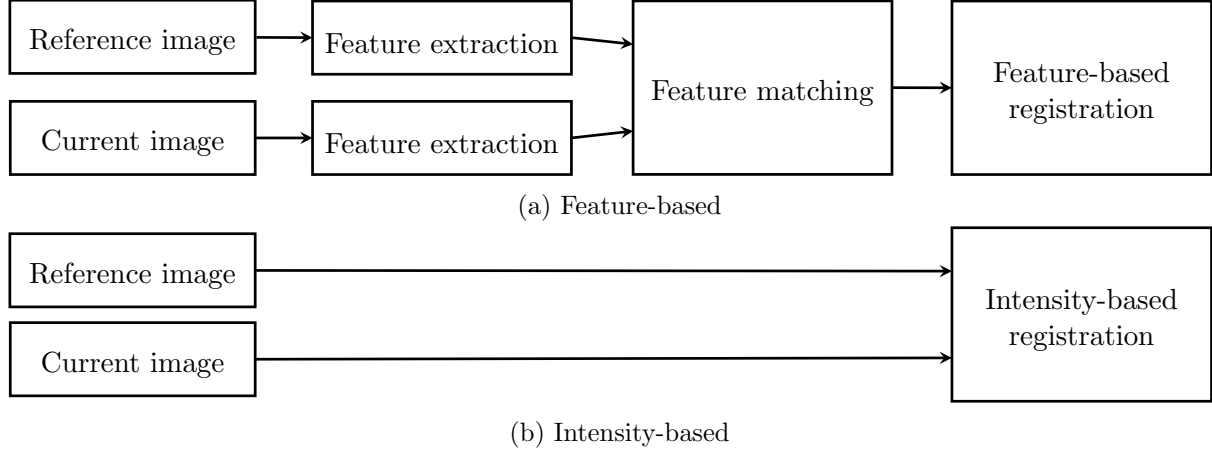 Reference image
Feature extraction
Current image
Feature extraction
Feature matching
Feature-based
registration
(a) Feature-based
Reference image
Current image
Intensity-based
registration
(b) Intensity-based